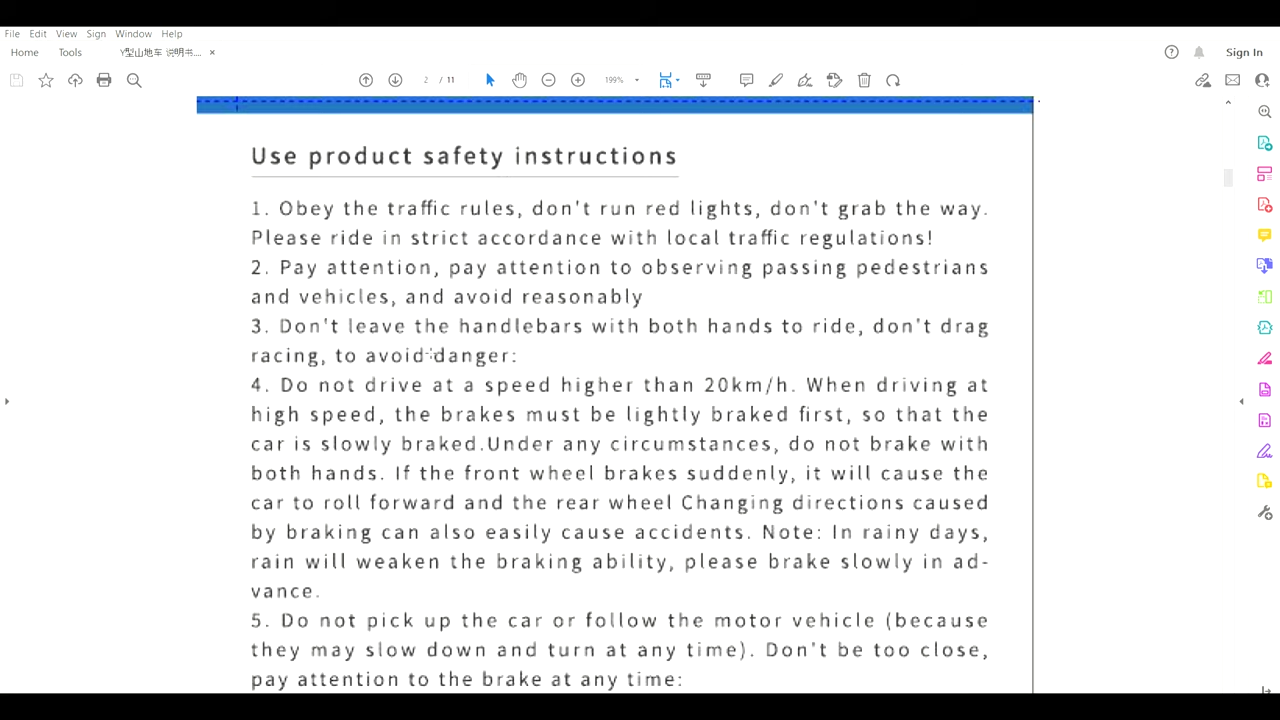 File Edit View Sign Window Help
Home Tools Y型山地车 说明书.... × Sign In
2 / 11 199%
Use product safety instructions
1. Obey the traffic rules, don't run red lights, don't grab the way.
Please ride in strict accordance with local traffic regulations!
2. Pay attention, pay attention to observing passing pedestrians
and vehicles, and avoid reasonably
3. Don't leave the handlebars with both hands to ride, don't drag
racing, to avoid danger:
4. Do not drive at a speed higher than 20km/h. When driving at
high speed, the brakes must be lightly braked first, so that the
car is slowly braked.Under any circumstances, do not brake with
both hands. If the front wheel brakes suddenly, it will cause the
car to roll forward and the rear wheel Changing directions caused
by braking can also easily cause accidents. Note: In rainy days,
rain will weaken the braking ability, please brake slowly in ad-
vance.
5. Do not pick up the car or follow the motor vehicle (because
they may slow down and turn at any time). Don't be too close,
pay attention to the brake at any time: